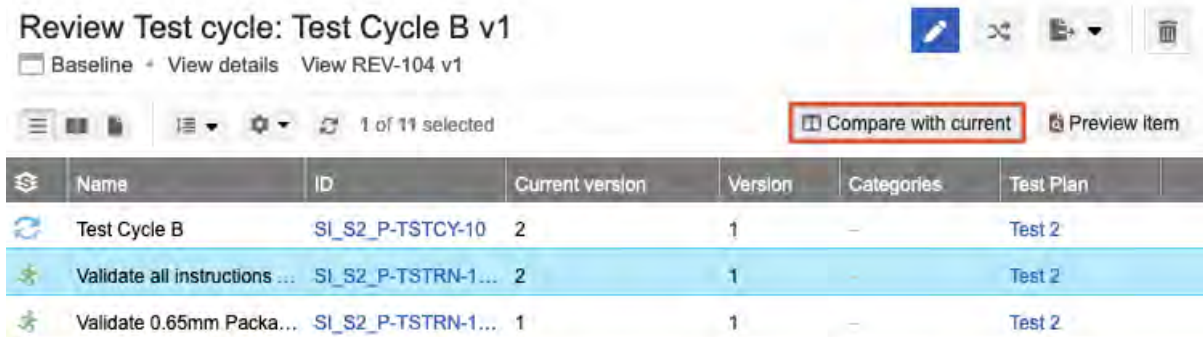 Review Test cycle: Test Cycle B v1
Baseline • View details View REV-104 v1
1 of 11 selected Compare with current Preview item
Name ID Current version Version Categories Test Plan
Test Cycle B SI_S2_P-TSTCY-10 2 1 – Test 2
Validate all instructions ... SI_S2_P-TSTRN-1... 2 1 – Test 2
Validate 0.65mm Packa... SI_S2_P-TSTRN-1... 1 1 – Test 2